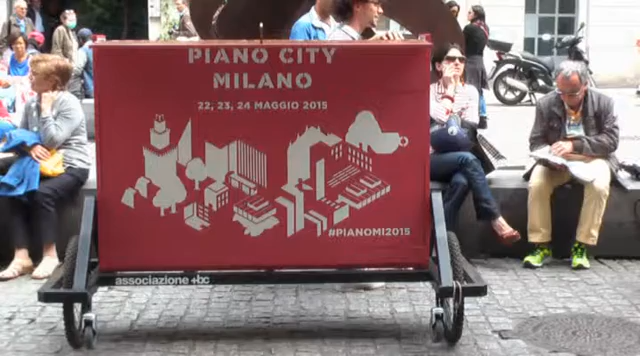 PIANO CITY
MILANO
22, 23, 24 MAGGIO 2015
#PIANOMI2015
associazione +bc